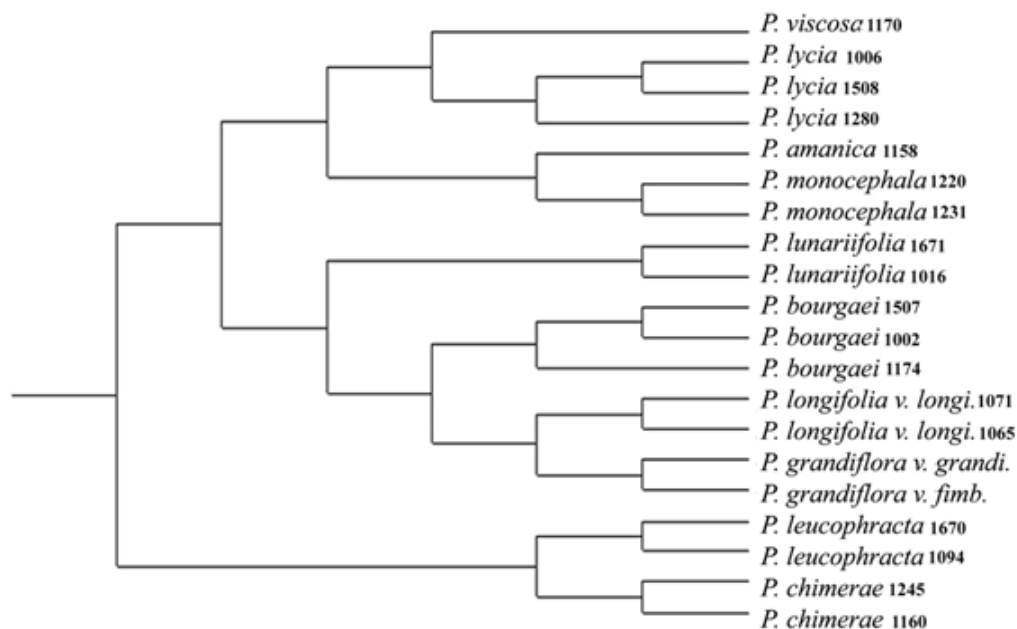 P. viscosa 1170
P. lycia 1006
P. lycia 1508
P. lycia 1280
P. amanica 1158
P. monocephala 1220
P. monocephala 1231
P. lunariifolia 1671
P. lunariifolia 1016
P. bourgaei 1507
P. bourgaei 1002
P. bourgaei 1174
P. longifolia v. longi. 1071
P. longifolia v. longi. 1065
P. grandiflora v. grandi.
P. grandiflora v. fimb.
P. leucophracta 1670
P. leucophracta 1094
P. chimerae 1245
P. chimerae 1160